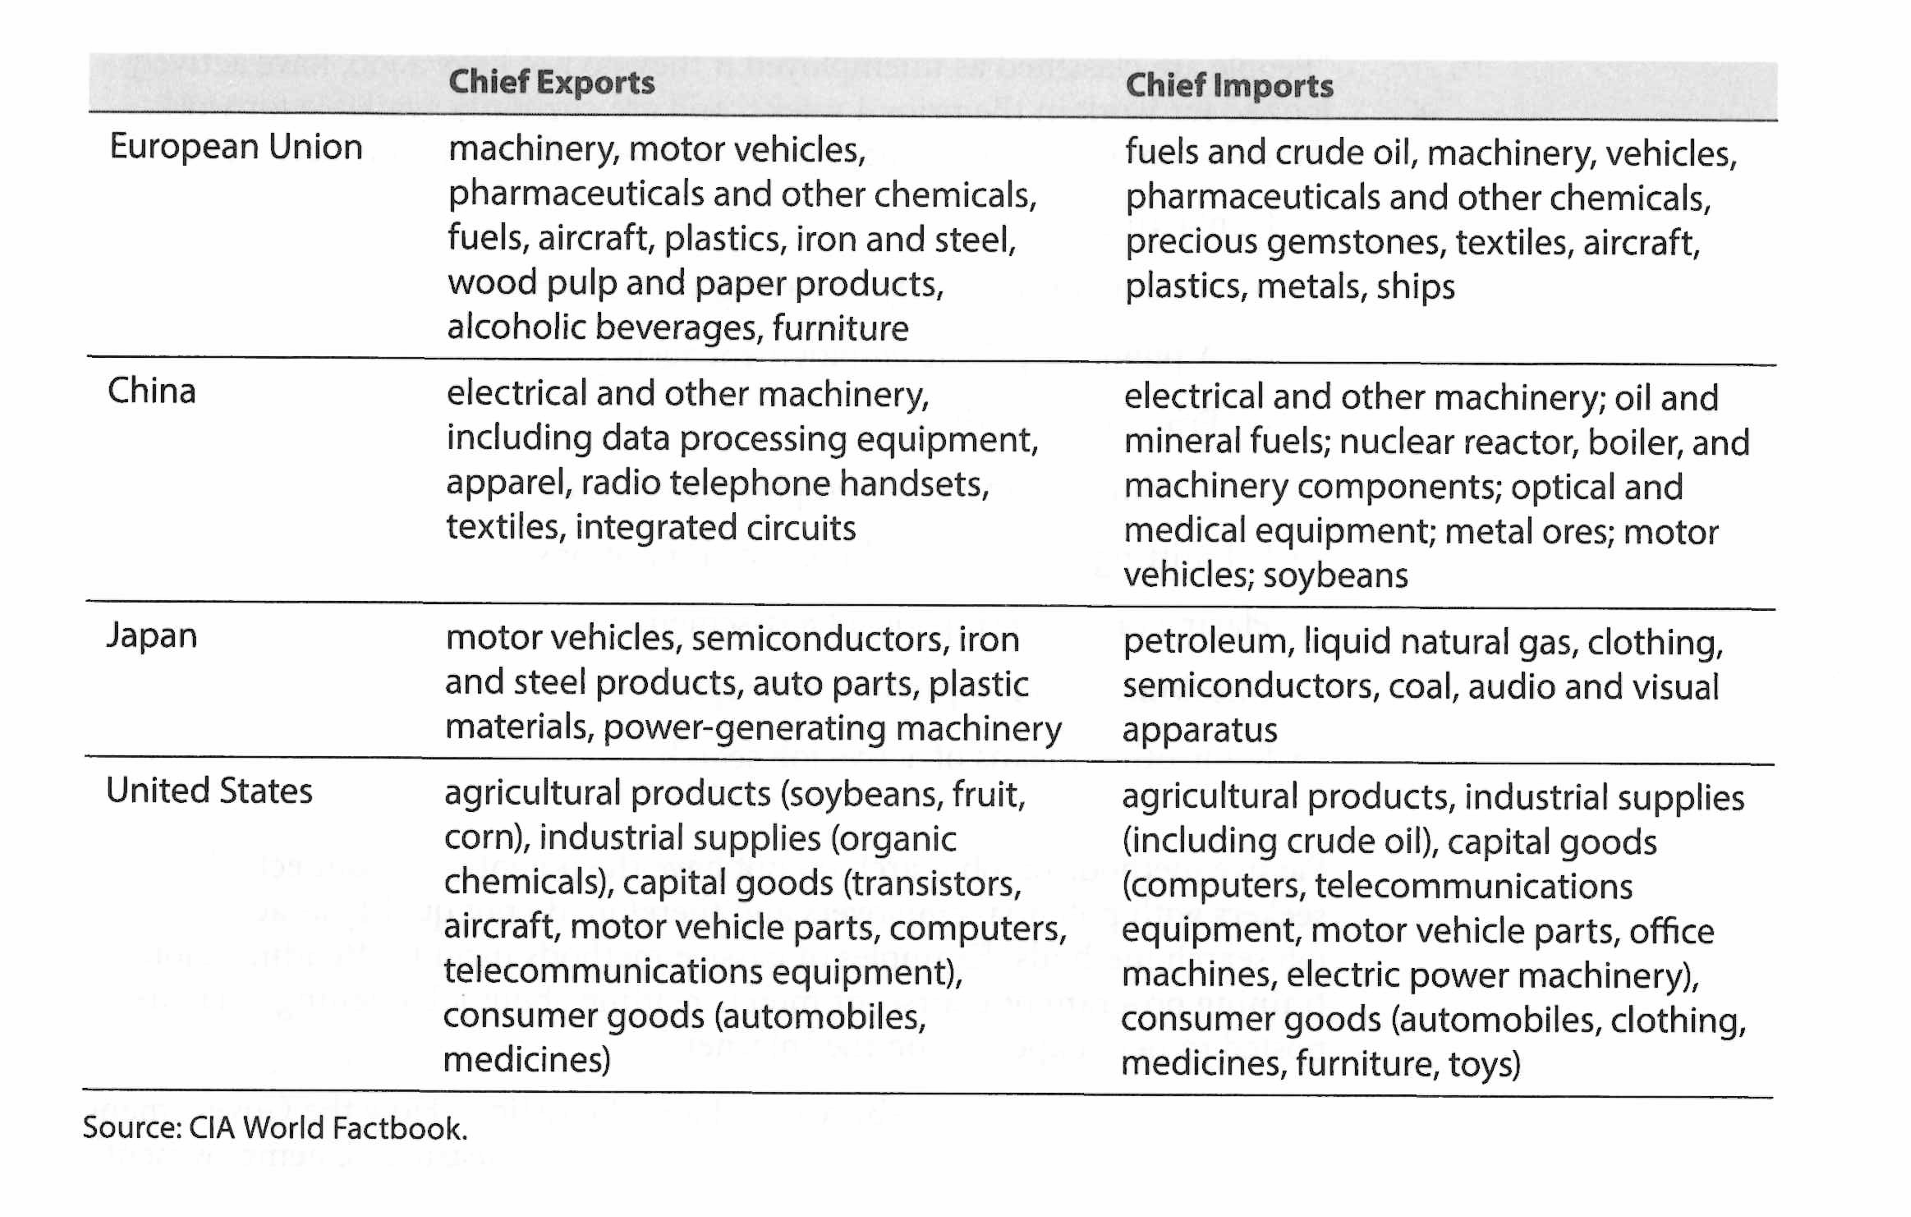 Chief Exports Chief Imports
European Union machinery, motor vehicles, fuels and crude oil, machinery, vehicles,
pharmaceuticals and other chemicals, pharmaceuticals and other chemicals,
fuels, aircraft, plastics, iron and steel, precious gemstones, textiles, aircraft,
wood pulp and paper products, plastics, metals, ships
alcoholic beverages, furniture
China electrical and other machinery, electrical and other machinery; oil and
including data processing equipment, mineral fuels; nuclear reactor, boiler, and
apparel, radio telephone handsets, machinery components; optical and
textiles, integrated circuits medical equipment; metal ores; motor
vehicles; soybeans
Japan motor vehicles, semiconductors, iron petroleum, liquid natural gas, clothing,
and steel products, auto parts, plastic semiconductors, coal, audio and visual
materials, power-generating machinery apparatus
United States agricultural products (soybeans, fruit, agricultural products, industrial supplies
corn), industrial supplies (organic (including crude oil), capital goods
chemicals), capital goods (transistors, (computers, telecommunications
aircraft, motor vehicle parts, computers, equipment, motor vehicle parts, office
telecommunications equipment), machines, electric power machinery),
consumer goods (automobiles, consumer goods (automobiles, clothing,
medicines) medicines, furniture, toys)
Source: CIA World Factbook.